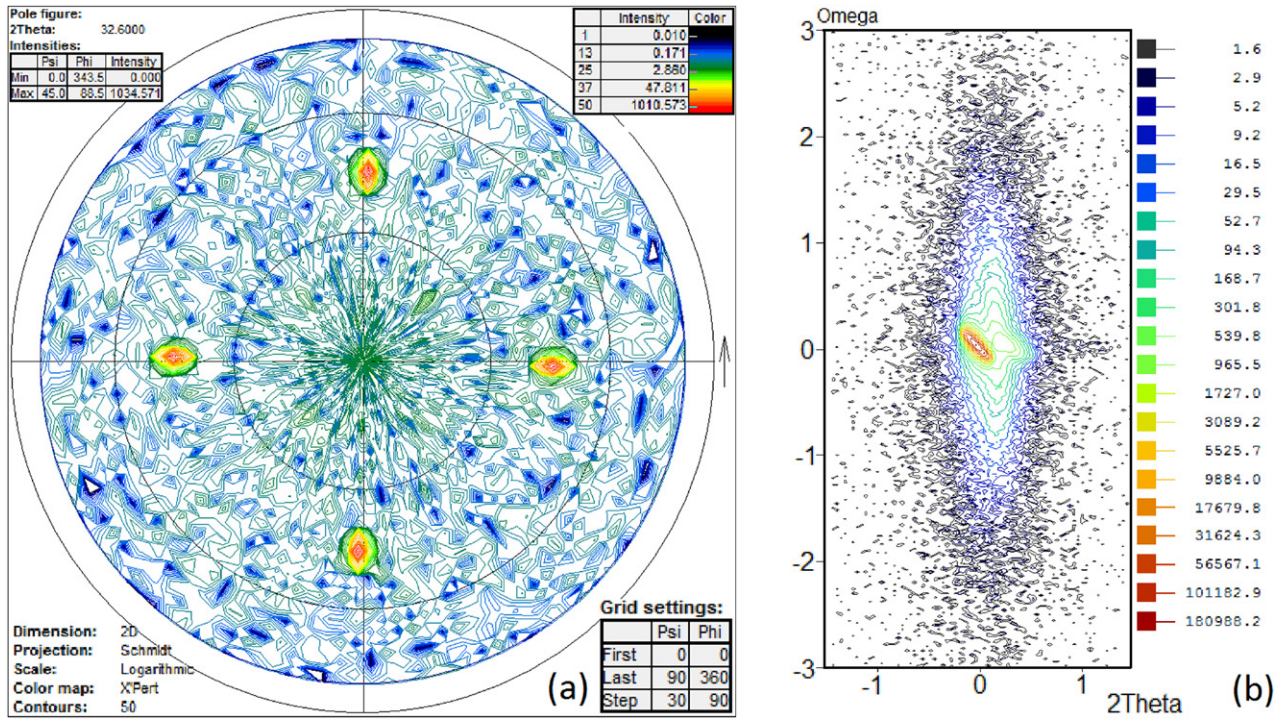 Pole figure:
2Theta: 32.6000
Intensities:
Psi Phi Intensity
Min 0.0 343.5 0.000
Max 45.0 88.5 1034.571
Intensity Color
1 0.010
13 0.171
25 2.860
37 47.811
50 1010.573
Dimension: 2D
Projection: Schmidt
Scale: Logarithmic
Color map: X'Pert
Contours: 50
(a)
Grid settings:
Psi Phi
First 0 0
Last 90 360
Step 30 90
Omega
3
2
1
0
-1
-2
-3
-1 0 1
2Theta
1.6
2.9
5.2
9.2
16.5
29.5
52.7
94.3
168.7
301.8
539.8
965.5
1727.0
3089.2
5525.7
9884.0
17679.8
31624.3
56567.1
101182.9
180988.2
(b)